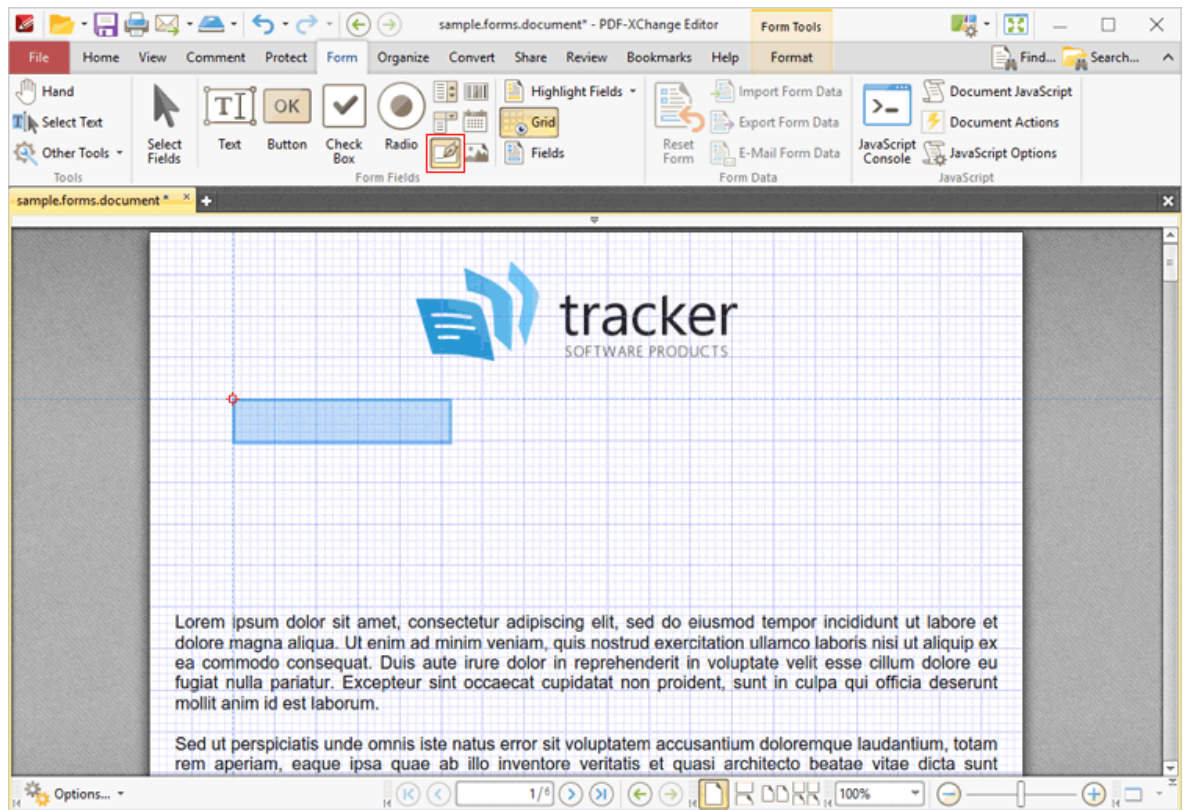 sample.forms.document* - PDF-XChange Editor
Form Tools
File Home View Comment Protect Form Organize Convert Share Review Bookmarks Help Format Find... Search...
Hand
Select Text
Other Tools
Tools
Select Fields
Text
OK
Button
Check Box
Radio
Form Fields
Highlight Fields
Grid
Fields
Reset Form
Import Form Data
Export Form Data
E-Mail Form Data
Form Data
JavaScript Console
Document JavaScript
Document Actions
JavaScript Options
JavaScript
sample.forms.document *
tracker
SOFTWARE PRODUCTS
Lorem ipsum dolor sit amet, consectetur adipiscing elit, sed do eiusmod tempor incididunt ut labore et
dolore magna aliqua. Ut enim ad minim veniam, quis nostrud exercitation ullamco laboris nisi ut aliquip ex
ea commodo consequat. Duis aute irure dolor in reprehenderit in voluptate velit esse cillum dolore eu
fugiat nulla pariatur. Excepteur sint occaecat cupidatat non proident, sunt in culpa qui officia deserunt
mollit anim id est laborum.
Sed ut perspiciatis unde omnis iste natus error sit voluptatem accusantium doloremque laudantium, totam
rem aperiam, eaque ipsa quae ab illo inventore veritatis et quasi architecto beatae vitae dicta sunt
Options... 1/6 100%